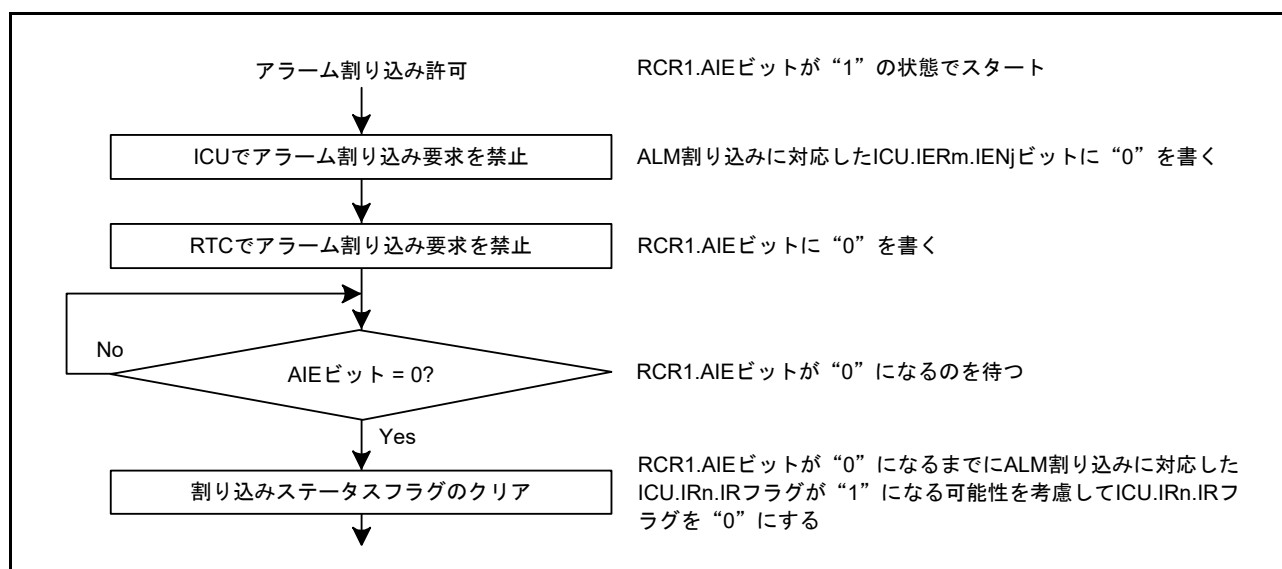 アラーム割り込み許可
RCR1.AIEビットが“1”の状態でスタート
ICUでアラーム割り込み要求を禁止
ALM割り込みに対応したICU.IERm.IENjビットに“0”を書く
RTCでアラーム割り込み要求を禁止
RCR1.AIEビットに“0”を書く
No
AIEビット = 0?
RCR1.AIEビットが“0”になるのを待つ
Yes
割り込みステータスフラグのクリア
RCR1.AIEビットが“0”になるまでにALM割り込みに対応した
ICU.IRn.IRフラグが“1”になる可能性を考慮してICU.IRn.IRフ
ラグを“0”にする